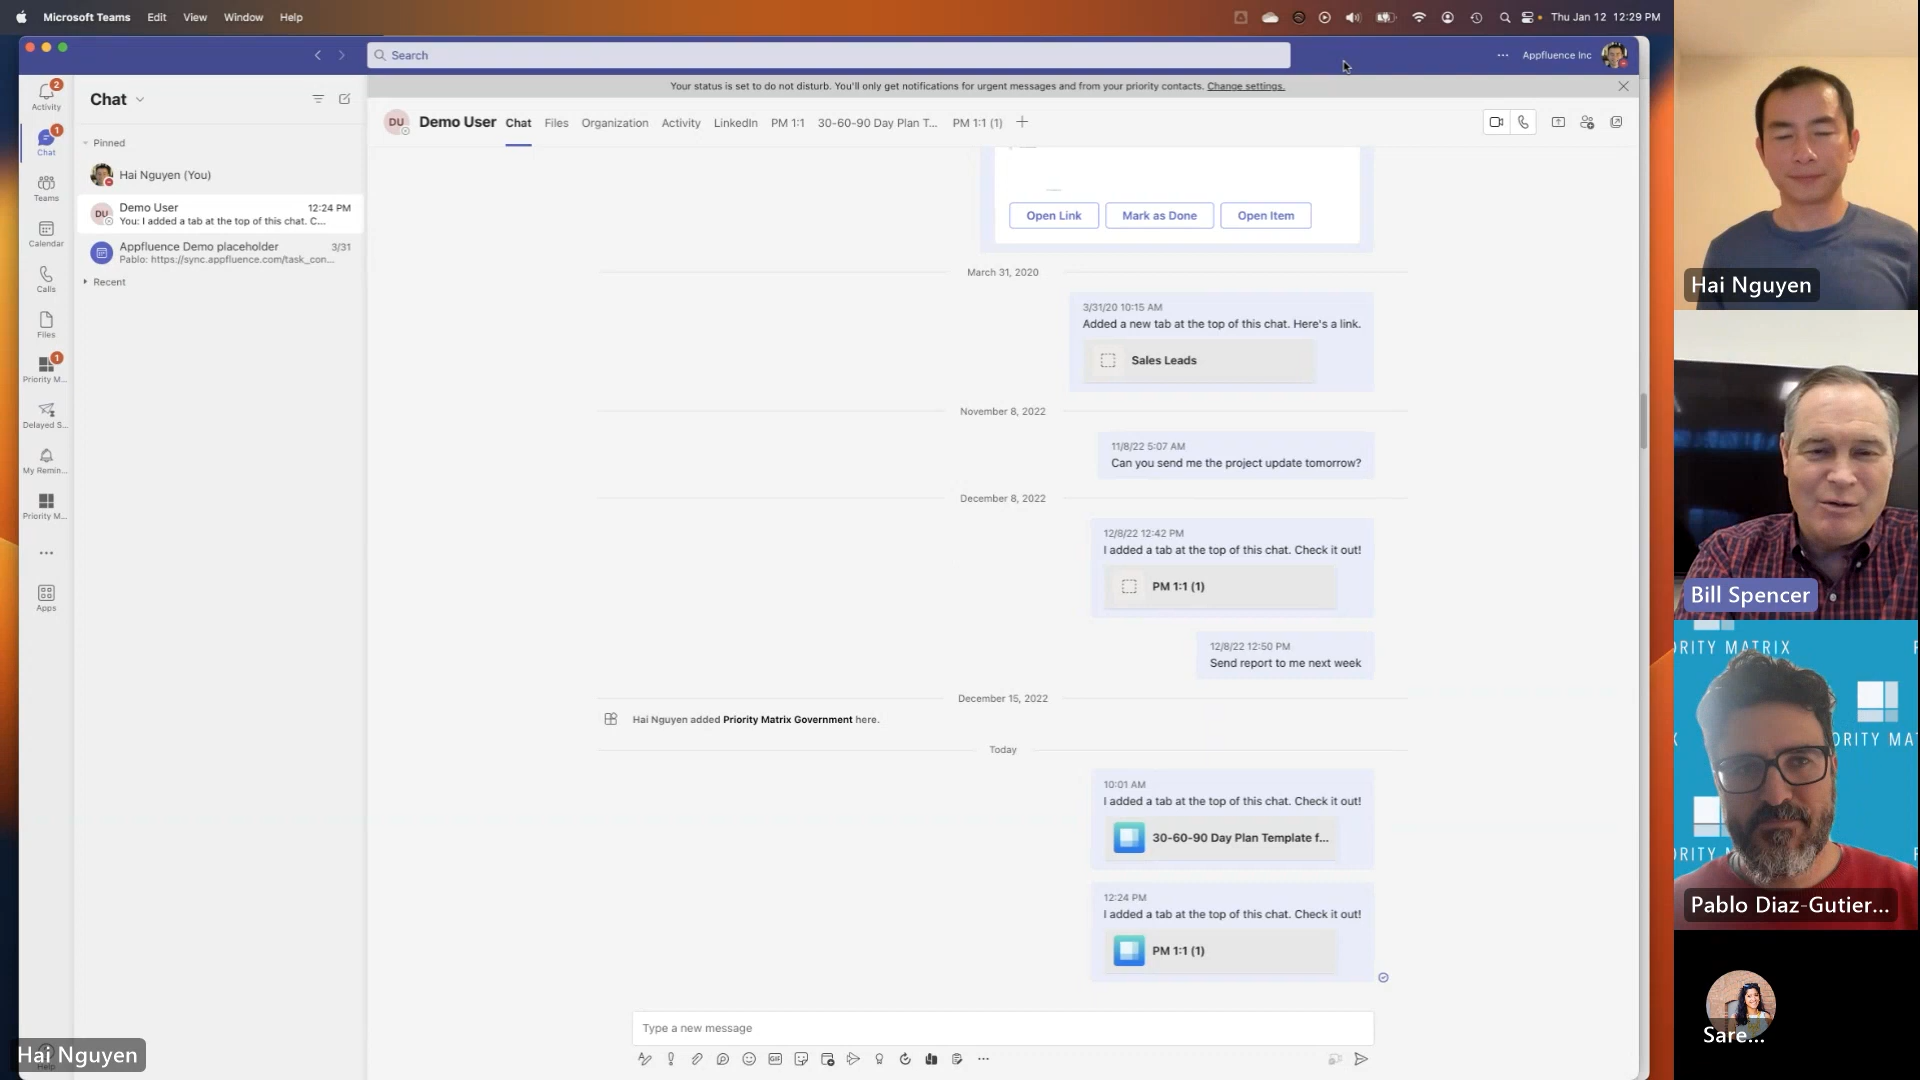 Microsoft Teams Edit View Window Help
Thu Jan 12 12:29 PM
Search
Appfluence Inc
Your status is set to do not disturb. You'll only get notifications for urgent messages and from your priority contacts. Change settings.
2
Activity
1
Chat
Teams
Calendar
Calls
Files
1
Priority M...
Delayed S...
My Remin...
Priority M...
Apps
Help
Chat
Pinned
Hai Nguyen (You)
DU
Demo User 12:24 PM
You: I added a tab at the top of this chat. C...
Appfluence Demo placeholder 3/31
Pablo: https://sync.appfluence.com/task_con...
Recent
DU Demo User Chat Files Organization Activity LinkedIn PM 1:1 30-60-90 Day Plan T... PM 1:1 (1)
Open Link Mark as Done Open Item
March 31, 2020
3/31/20 10:15 AM
Added a new tab at the top of this chat. Here's a link.
Sales Leads
November 8, 2022
11/8/22 5:07 AM
Can you send me the project update tomorrow?
December 8, 2022
12/8/22 12:42 PM
I added a tab at the top of this chat. Check it out!
PM 1:1 (1)
12/8/22 12:50 PM
Send report to me next week
December 15, 2022
Hai Nguyen added Priority Matrix Government here.
Today
10:01 AM
I added a tab at the top of this chat. Check it out!
30-60-90 Day Plan Template f...
12:24 PM
I added a tab at the top of this chat. Check it out!
PM 1:1 (1)
Type a new message
GIF
Hai Nguyen
Hai Nguyen
Bill Spencer
RITY MATRIX
ORITY MA
RITY
Pablo Diaz-Gutier...
Sare...